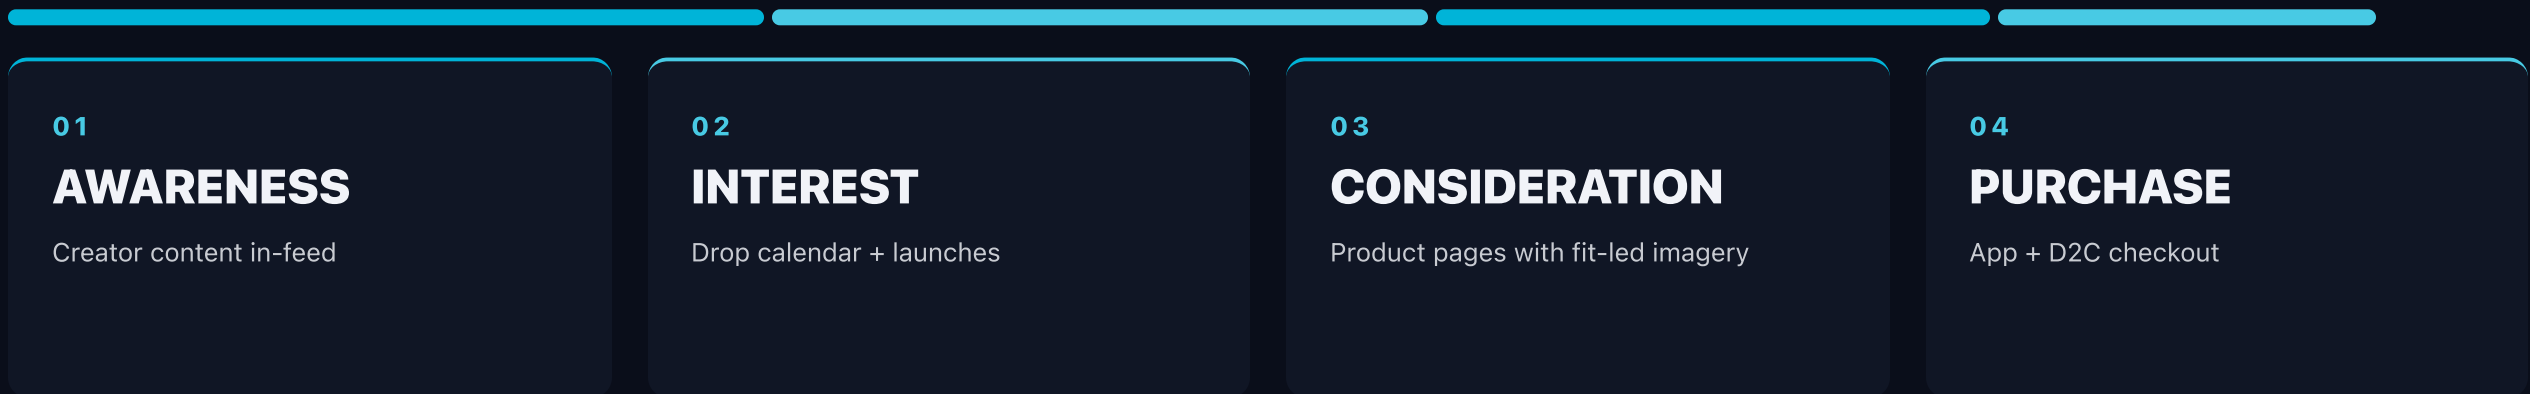 01
AWARENESS
Creator content in-feed
02
INTEREST
Drop calendar + launches
03
CONSIDERATION
Product pages with fit-led imagery
04
PURCHASE
App + D2C checkout